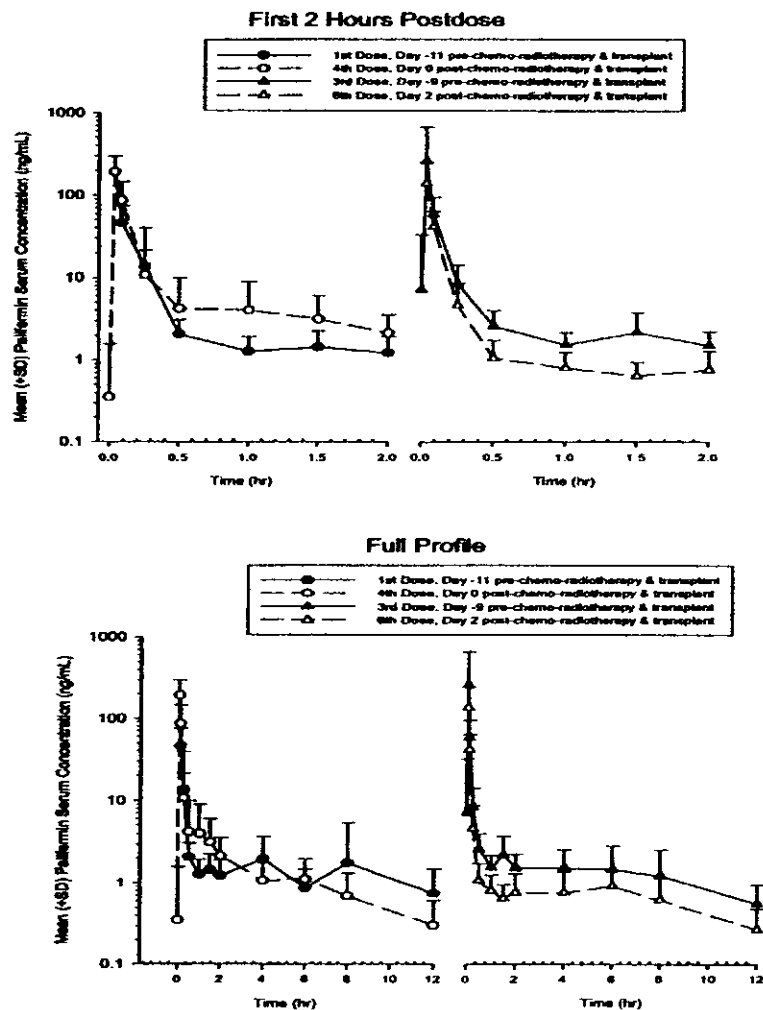 First 2 Hours Postdose
1st Dose, Day -11 pre-chemo-radiotherapy & transplant
4th Dose, Day 0 post-chemo-radiotherapy & transplant
3rd Dose, Day -9 pre-chemo-radiotherapy & transplant
6th Dose, Day 2 post-chemo-radiotherapy & transplant
Mean (+SD) Palifermin Serum Concentration (ng/mL)
1000
100
10
1
0.1
0.0 0.5 1.0 1.5 2.0
0.0 0.5 1.0 1.5 2.0
Time (hr)
Time (hr)
Full Profile
1st Dose, Day -11 pre-chemo-radiotherapy & transplant
4th Dose, Day 0 post-chemo-radiotherapy & transplant
3rd Dose, Day -9 pre-chemo-radiotherapy & transplant
6th Dose, Day 2 post-chemo-radiotherapy & transplant
Mean (+SD) Palifermin Serum Concentration (ng/mL)
1000
100
10
1
0.1
0 2 4 6 8 10 12
0 2 4 6 8 10 12
Time (hr)
Time (hr)